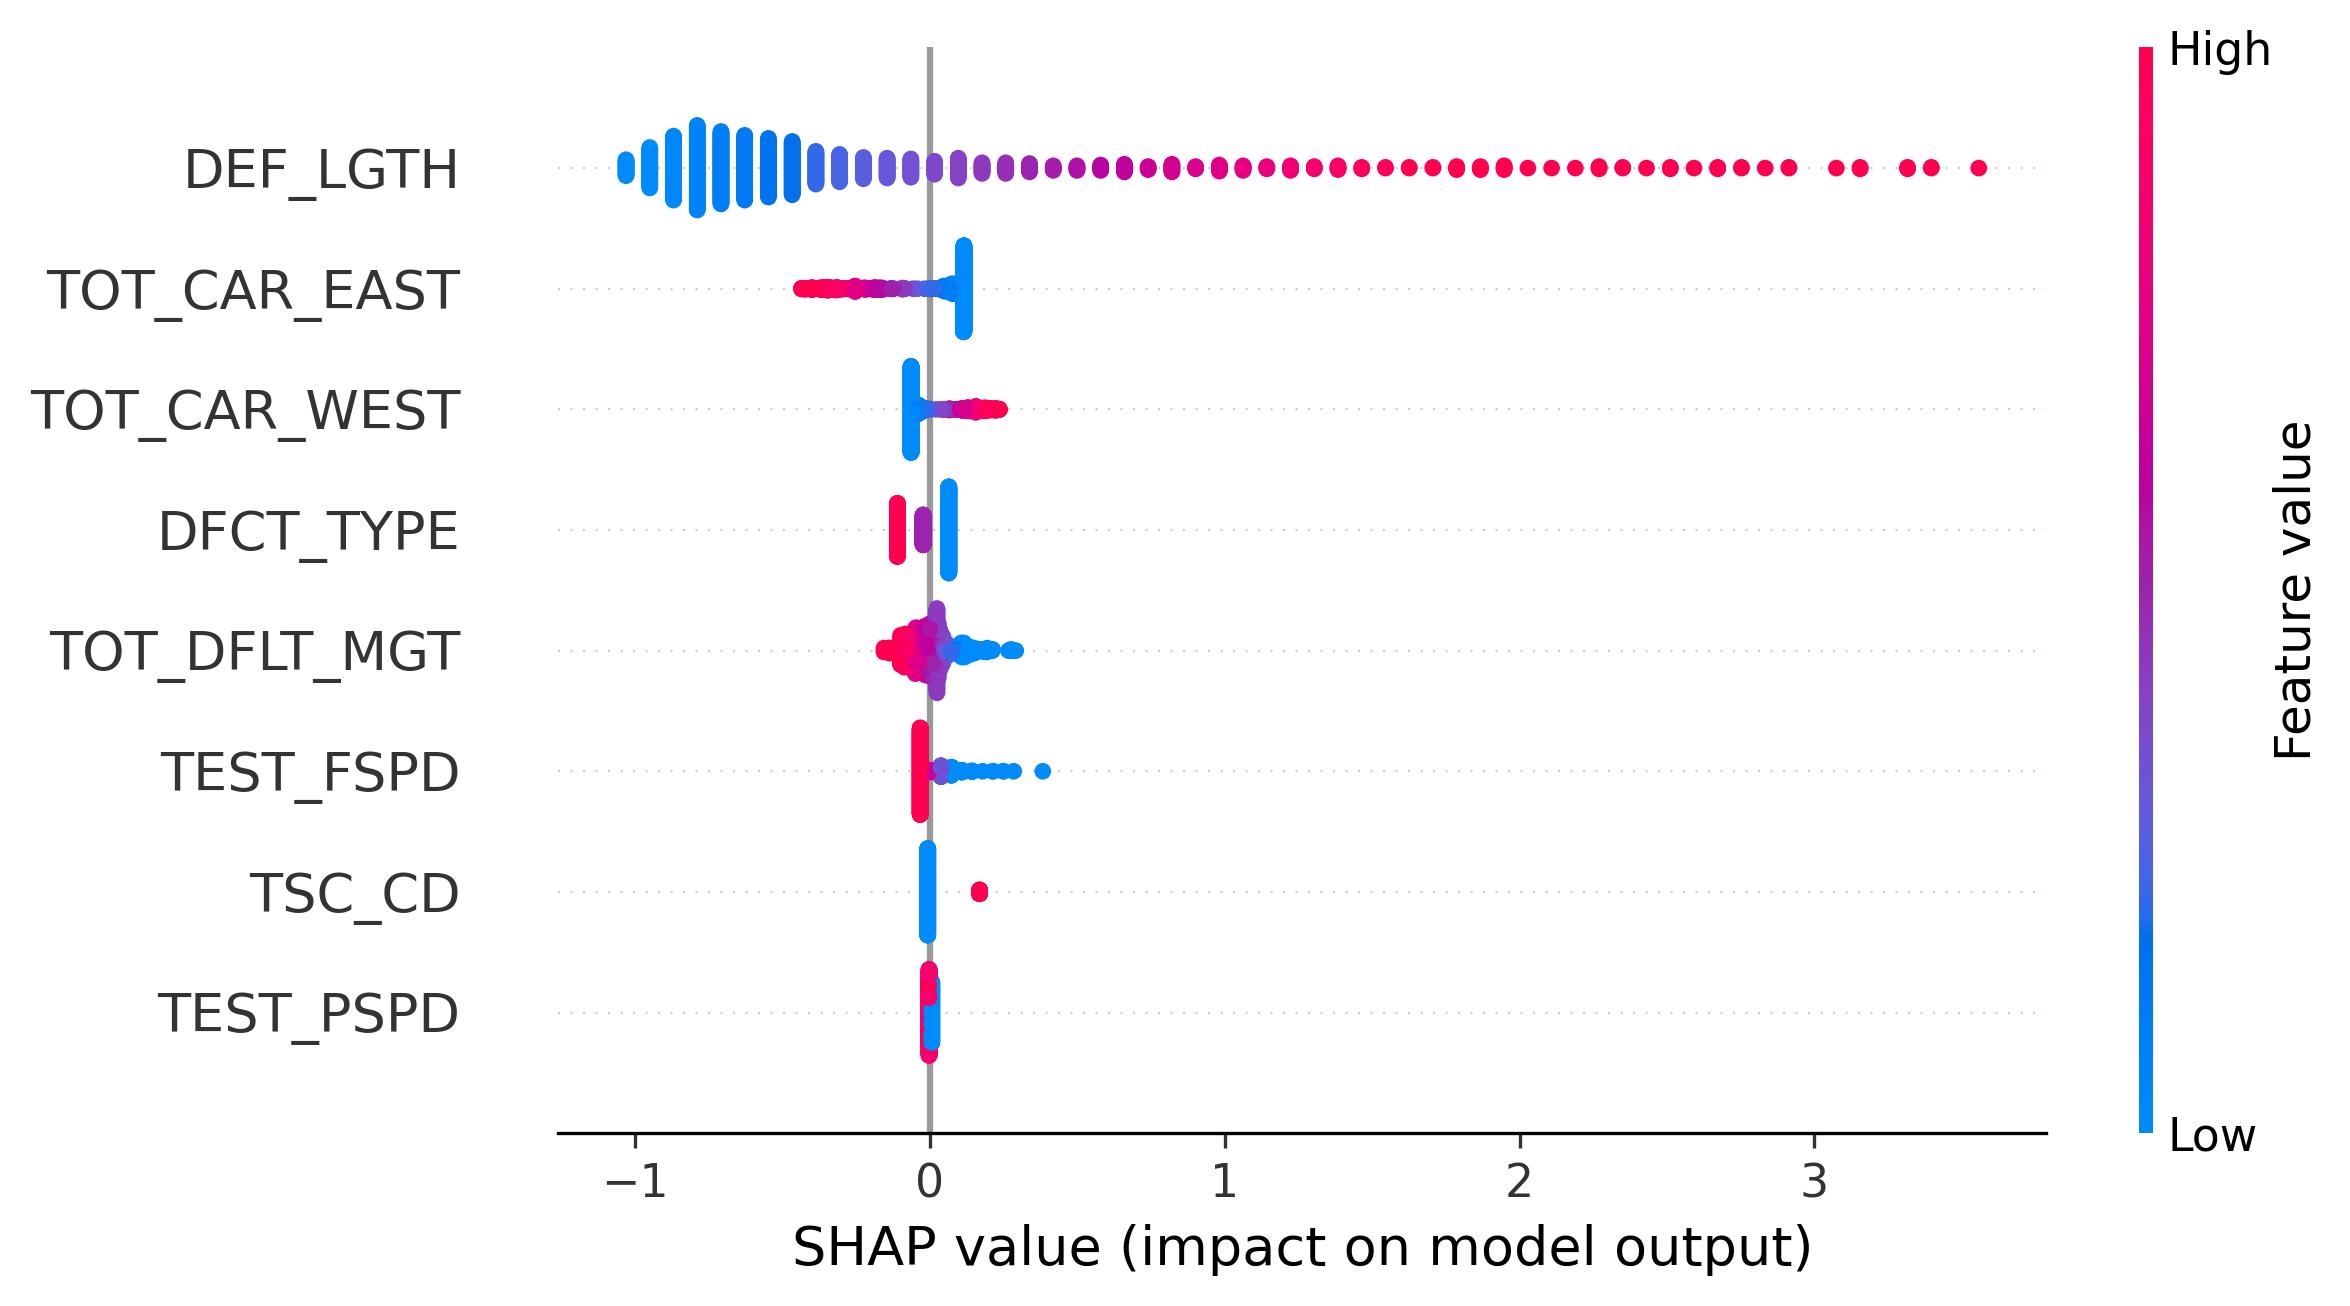 High
DEF_LGTH
TOT_CAR_EAST
TOT_CAR_WEST
DFCT_TYPE
TOT_DFLT_MGT
TEST_FSPD
TSC_CD
TEST_PSPD
Feature value
Low
−1 0 1 2 3
SHAP value (impact on model output)